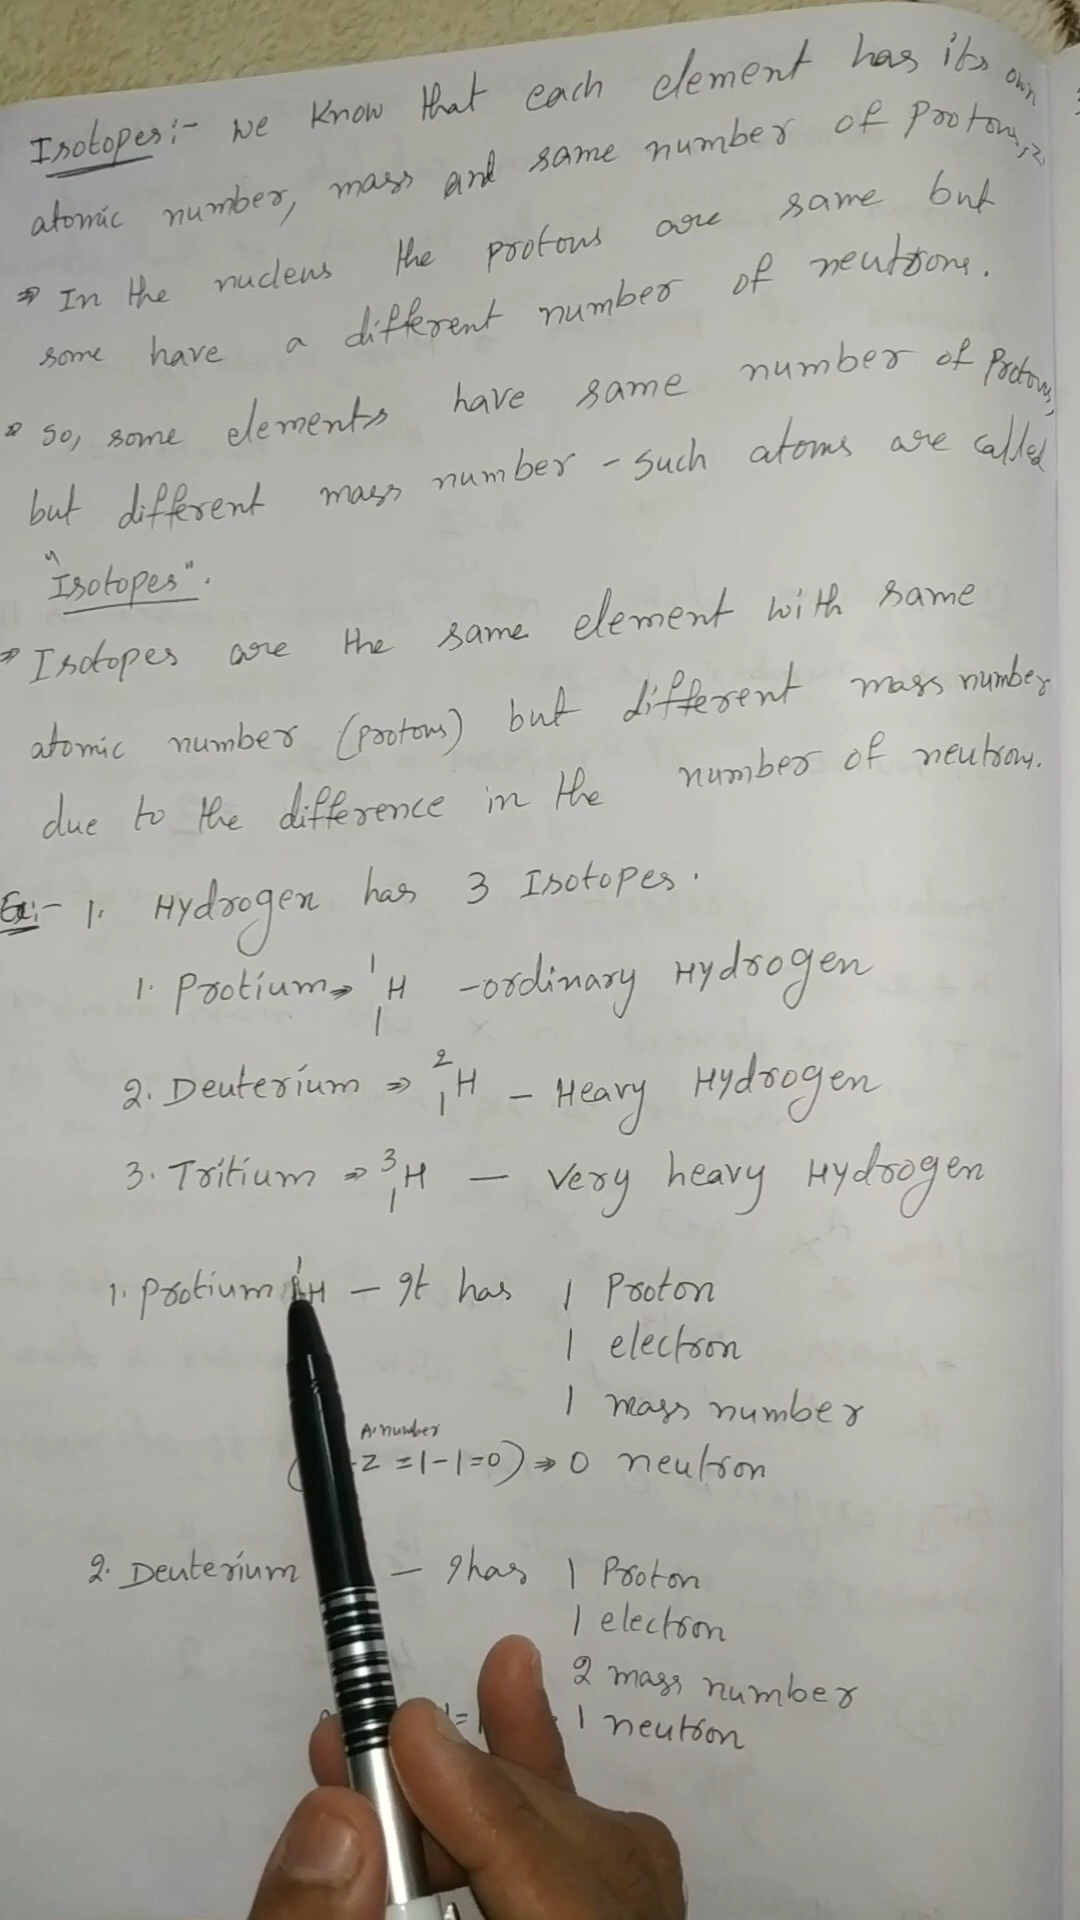 Isotopes:- we know that each element has its own
atomic number, mass and same number of protons,
⇒ In the nucleus the protons are same but
some have a different number of neutrons.
⇒ so, some elements have same number of Protons,
but different mass number - such atoms are called
"Isotopes".
⇒ Isotopes are the same element with same
atomic number (protons) but different mass number
due to the difference in the number of neutrons.
Ex:- 1. Hydrogen has 3 Isotopes.
1. Protium ⇒ ¹₁H - ordinary Hydrogen
2. Deuterium ⇒ ²₁H - Heavy Hydrogen
3. Tritium ⇒ ³₁H - Very heavy Hydrogen
1. Protium ¹H - It has 1 Proton
1 electron
1 mass number
A.number
-Z = 1-1=0) ⇒ 0 neutron
2. Deuterium - I has 1 Proton
1 electron
2 mass number
1 neutron